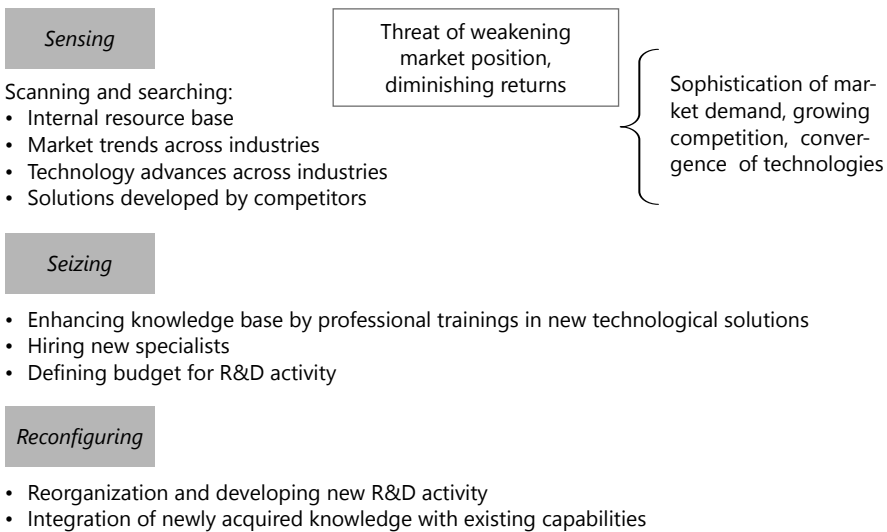 Sensing
Threat of weakening
market position,
diminishing returns
Sophistication of mar-
ket demand, growing
competition, conver-
gence of technologies
Scanning and searching:
• Internal resource base
• Market trends across industries
• Technology advances across industries
• Solutions developed by competitors
Seizing
• Enhancing knowledge base by professional trainings in new technological solutions
• Hiring new specialists
• Defining budget for R&D activity
Reconfiguring
• Reorganization and developing new R&D activity
• Integration of newly acquired knowledge with existing capabilities